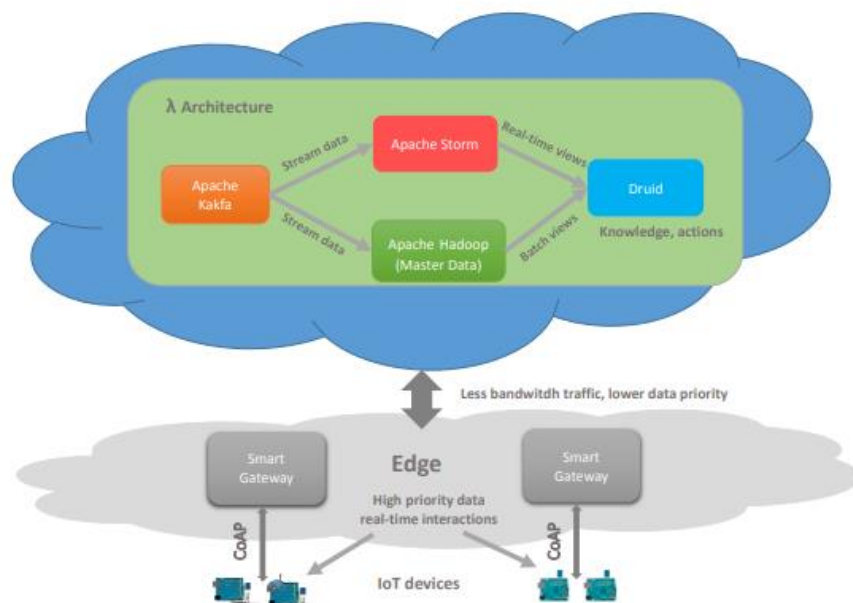 λ Architecture
Stream data
Apache Storm
Real-time views
Apache
Kakfa
Druid
Stream data
Apache Hadoop
(Master Data)
Batch views
Knowledge, actions
Less bandwitdh traffic, lower data priority
Smart
Gateway
Edge
Smart
Gateway
High priority data
real-time interactions
CoAP
CoAP
IoT devices